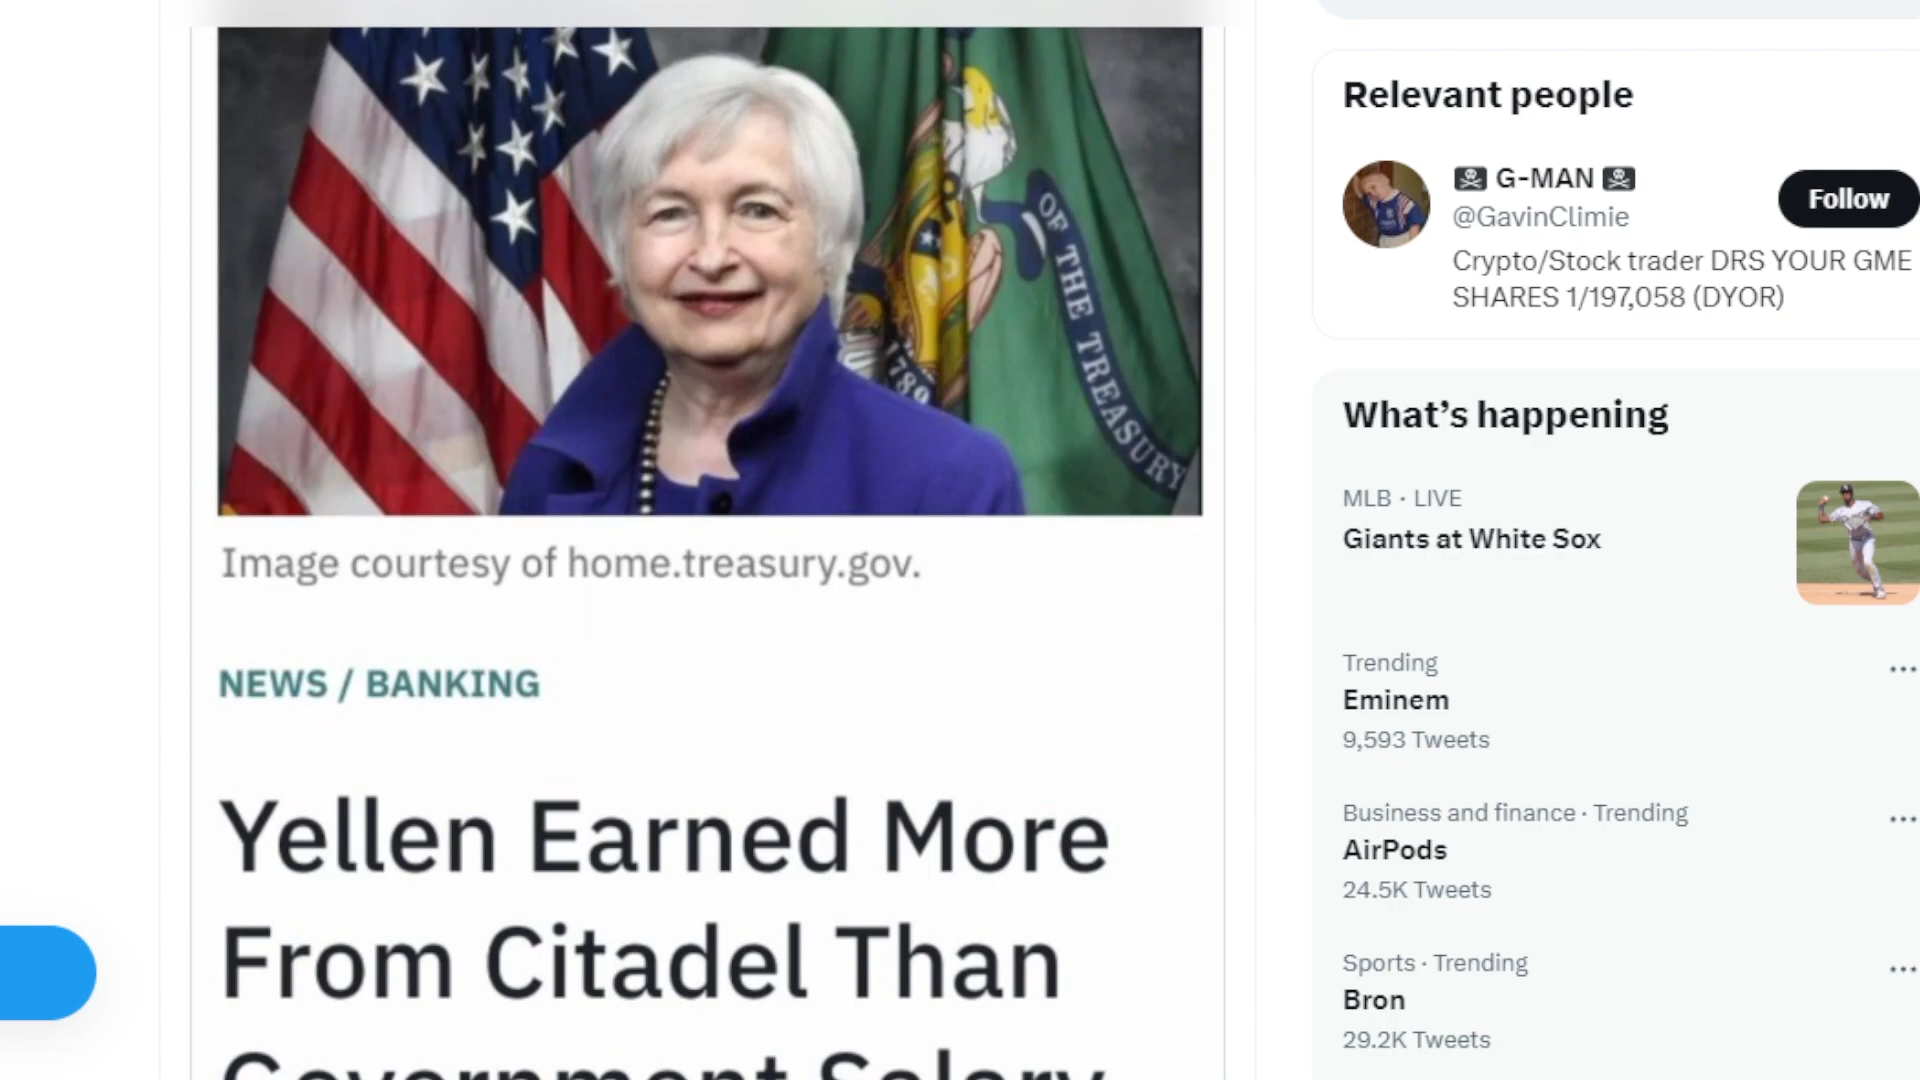 OF THE TREASURY
1789
Image courtesy of home.treasury.gov.
NEWS / BANKING
Yellen Earned More
From Citadel Than
Government Salary
Relevant people
G-MAN
@GavinClimie
Follow
Crypto/Stock trader DRS YOUR GME
SHARES 1/197,058 (DYOR)
What’s happening
MLB · LIVE
Giants at White Sox
Trending
Eminem
9,593 Tweets
Business and finance · Trending
AirPods
24.5K Tweets
Sports · Trending
Bron
29.2K Tweets